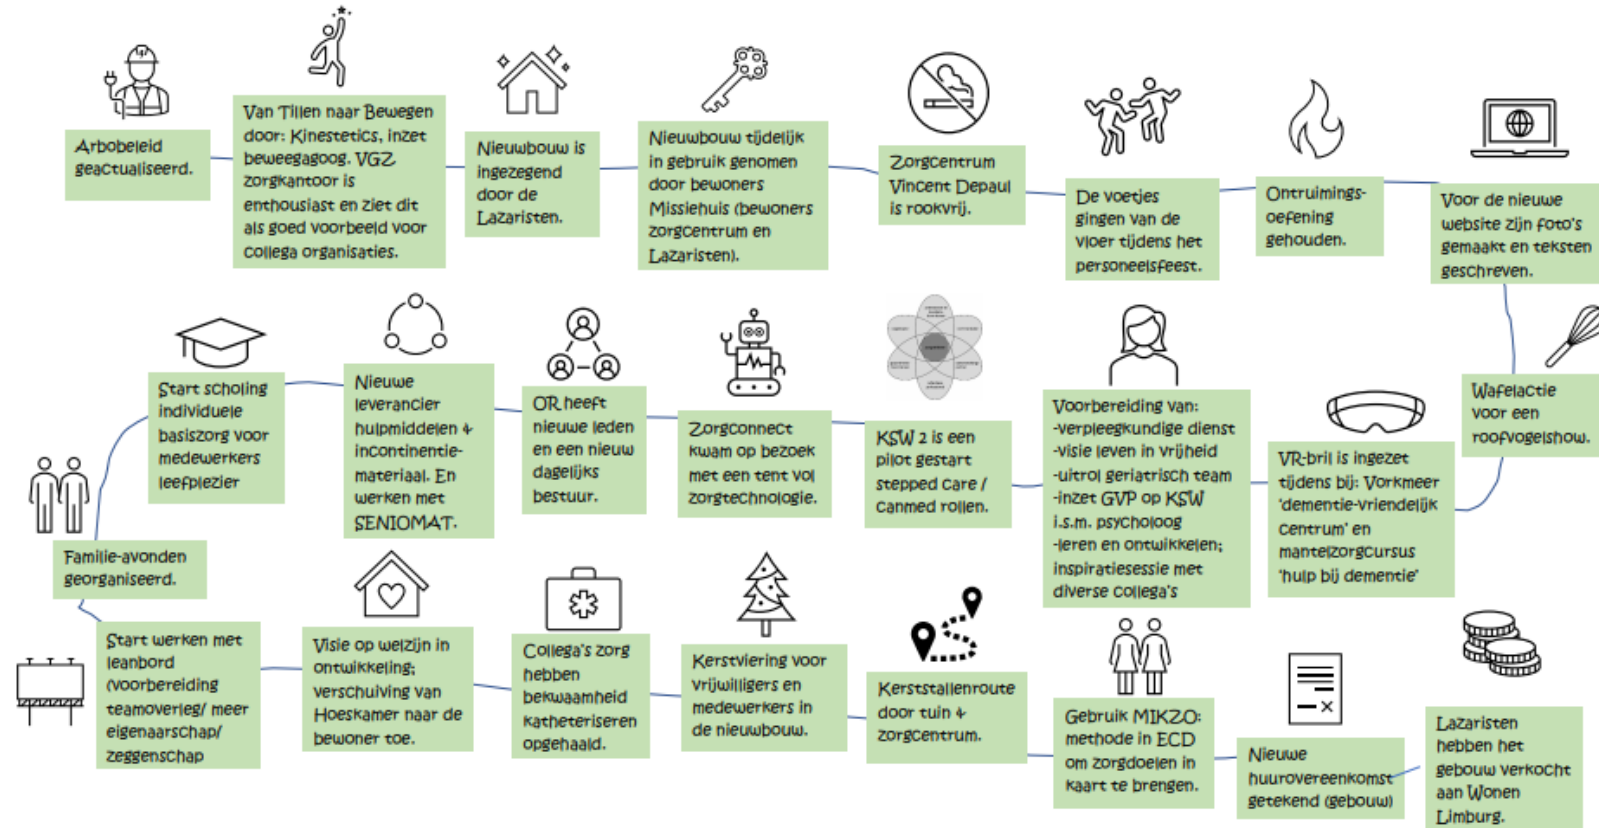 Arbobeleid
geactualiseerd.
Van Tillen naar Bewegen
door: Kinestetics, inzet
beweegagoog. VGZ
zorgkantoor is
enthousiast en ziet dit
als goed voorbeeld voor
collega organisaties.
Nieuwbouw is
ingezegend
door de
Lazaristen.
Nieuwbouw tijdelijk
in gebruik genomen
door bewoners
Missiehuis (bewoners
zorgcentrum en
Lazaristen).
Zorgcentrum
Vincent Depaul
is rookvrij.
De voetjes
gingen van de
vloer tijdens het
personeelsfeest.
Ontruimings-
oefening
gehouden.
Voor de nieuwe
website zijn foto's
gemaakt en teksten
geschreven.
Wafelactie
voor een
roofvogelshow.
VR-bril is ingezet
tijdens bij: Vorkmeer
'dementie-vriendelijk
centrum' en
mantelzorgcursus
'hulp bij dementie'
Voorbereiding van:
-verpleegkundige dienst
-visie leven in vrijheid
-uitrol geriatrisch team
-inzet GVP op KSW
i.s.m. psycholoog
-leren en ontwikkelen;
inspiratiesessie met
diverse collega's
KSW 2 is een
pilot gestart
stepped care /
canmed rollen.
Zorgconnect
kwam op bezoek
met een tent vol
zorgtechnologie.
OR heeft
nieuwe leden
en een nieuw
dagelijks
bestuur.
Nieuwe
leverancier
hulpmiddelen &
incontinentie-
materiaal. En
werken met
SENIOMAT.
Start scholing
individuele
basiszorg voor
medewerkers
leefplezier
Familie-avonden
georganiseerd.
Start werken met
leanbord
(voorbereiding
teamoverleg/ meer
eigenaarschap/
zeggenschap
Visie op welzijn in
ontwikkeling;
verschuiving van
Hoeskamer naar de
bewoner toe.
Collega's zorg
hebben
bekwaamheid
katheteriseren
opgehaald.
Kerstviering voor
vrijwilligers en
medewerkers in
de nieuwbouw.
Kerststallenroute
door tuin &
zorgcentrum.
Gebruik MIKZO:
methode in ECD
om zorgdoelen in
kaart te brengen.
Nieuwe
huurovereenkomst
getekend (gebouw)
Lazaristen
hebben het
gebouw verkocht
aan Wonen
Limburg.